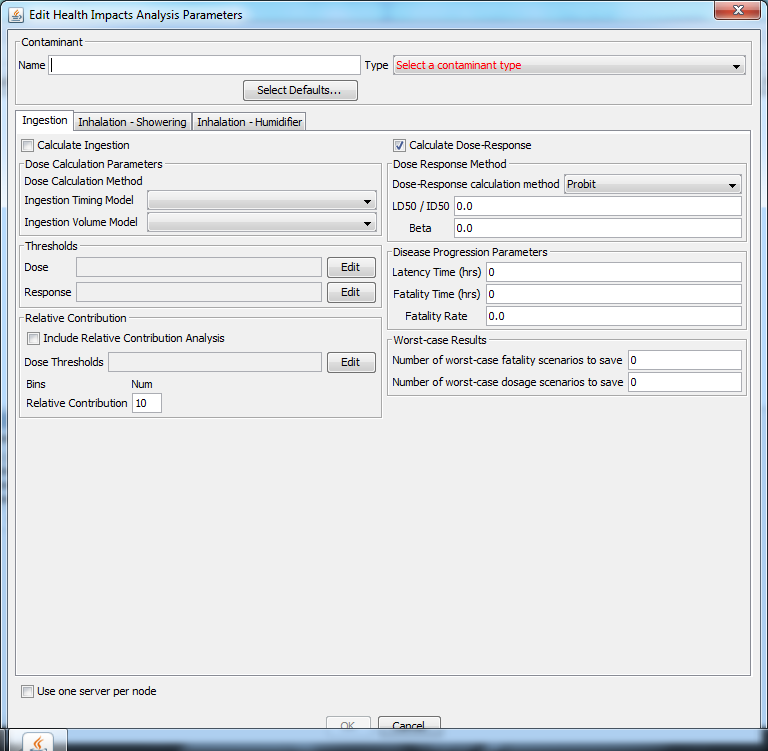 Edit Health Impacts Analysis Parameters
Contaminant
Name Type Select a contaminant type
Select Defaults...
Ingestion Inhalation - Showering Inhalation - Humidifier
Calculate Ingestion
Dose Calculation Parameters
Dose Calculation Method
Ingestion Timing Model
Ingestion Volume Model
Thresholds
Dose Edit
Response Edit
Relative Contribution
Include Relative Contribution Analysis
Dose Thresholds Edit
Bins Num
Relative Contribution 10
Calculate Dose-Response
Dose Response Method
Dose-Response calculation method Probit
LD50 / ID50 0.0
Beta 0.0
Disease Progression Parameters
Latency Time (hrs) 0
Fatality Time (hrs) 0
Fatality Rate 0.0
Worst-case Results
Number of worst-case fatality scenarios to save 0
Number of worst-case dosage scenarios to save 0
Use one server per node
OK Cancel